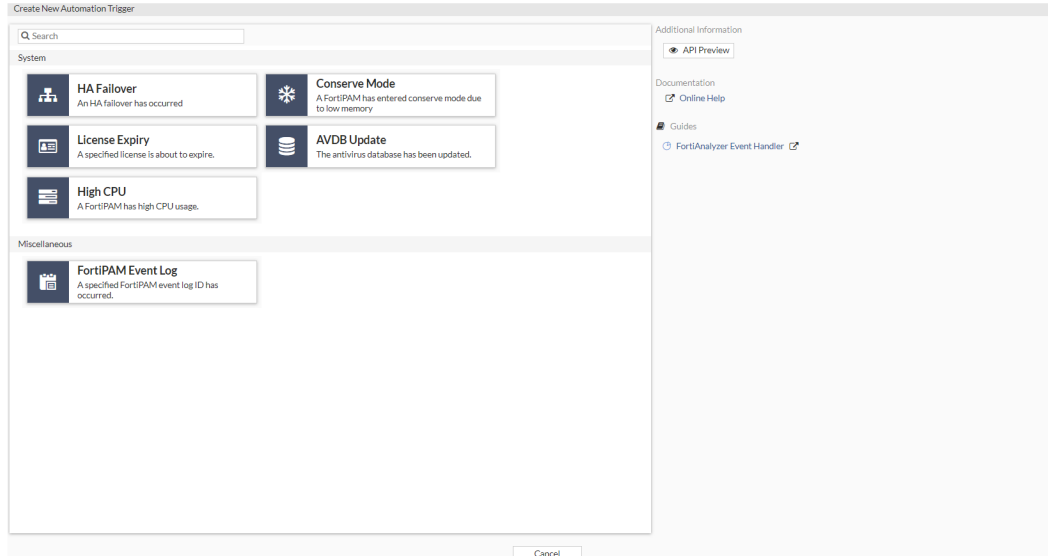 Create New Automation Trigger
Search
System
HA Failover
An HA failover has occurred
Conserve Mode
A FortiPAM has entered conserve mode due
to low memory
License Expiry
A specified license is about to expire.
AVDB Update
The antivirus database has been updated.
High CPU
A FortiPAM has high CPU usage.
Miscellaneous
FortiPAM Event Log
A specified FortiPAM event log ID has
occurred.
Cancel
Additional Information
API Preview
Documentation
Online Help
Guides
FortiAnalyzer Event Handler